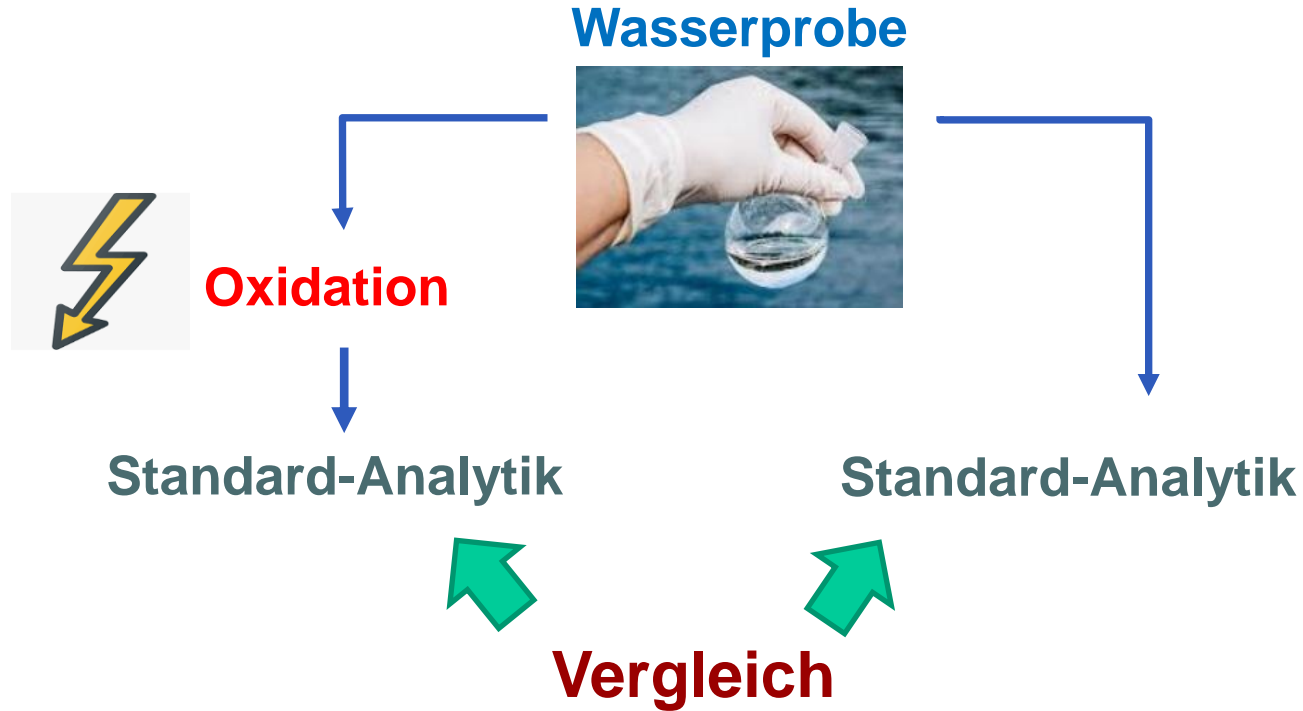 Wasserprobe
Oxidation
Standard-Analytik
Standard-Analytik
Vergleich